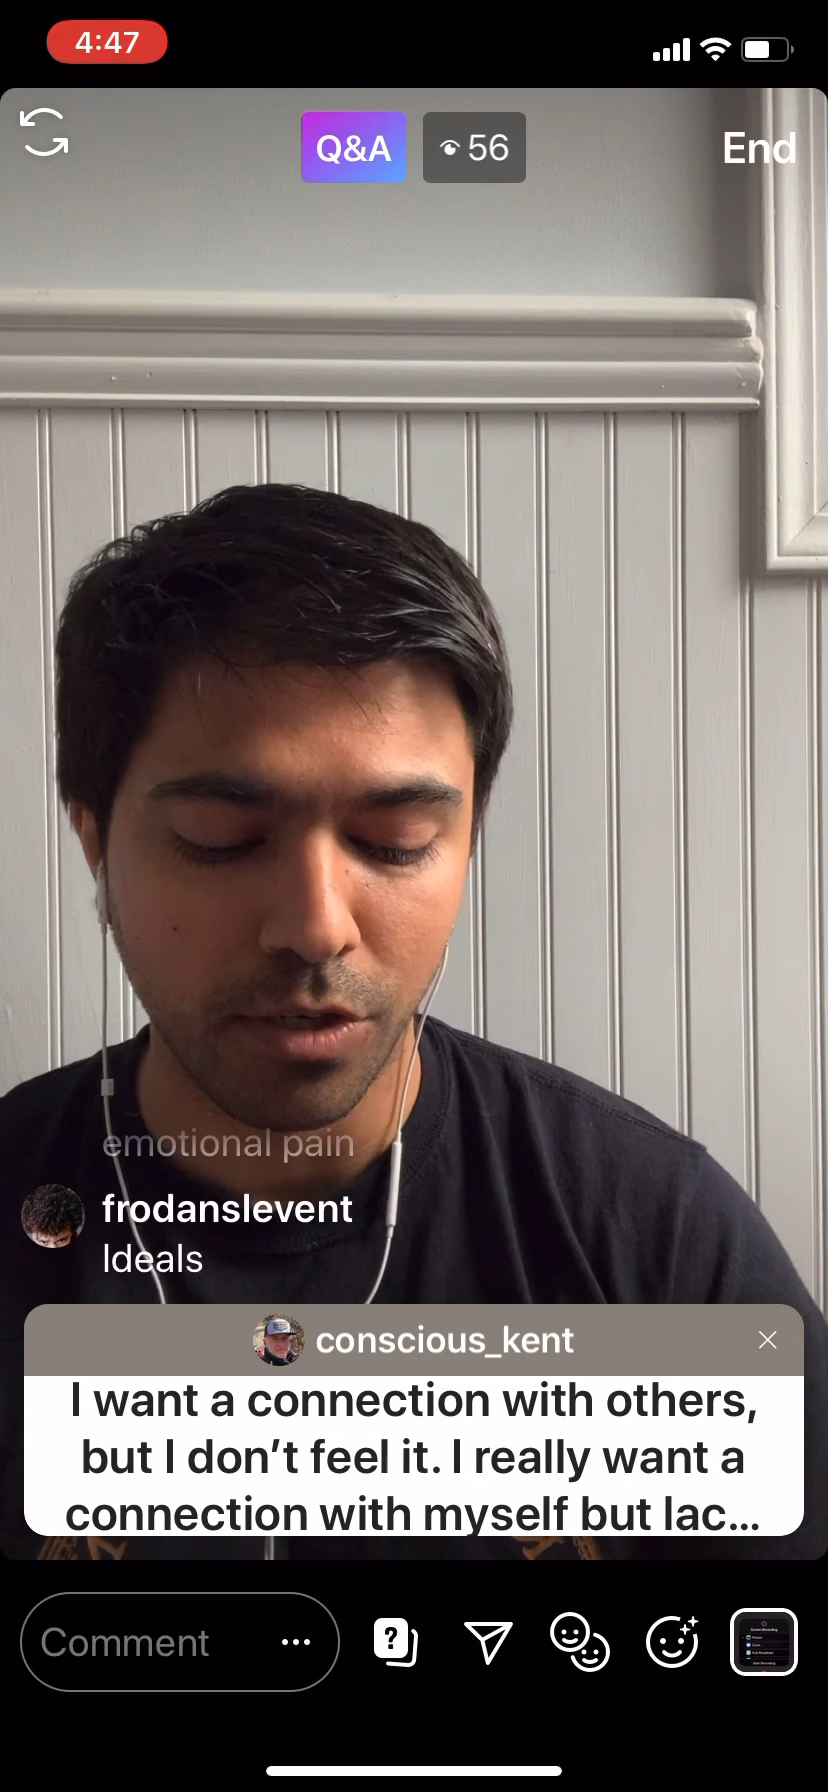 4:47
Q&A
56
End
emotional pain
frodanslevent
Ideals
conscious_kent
I want a connection with others,
but I don't feel it. I really want a
connection with myself but lac...
Comment